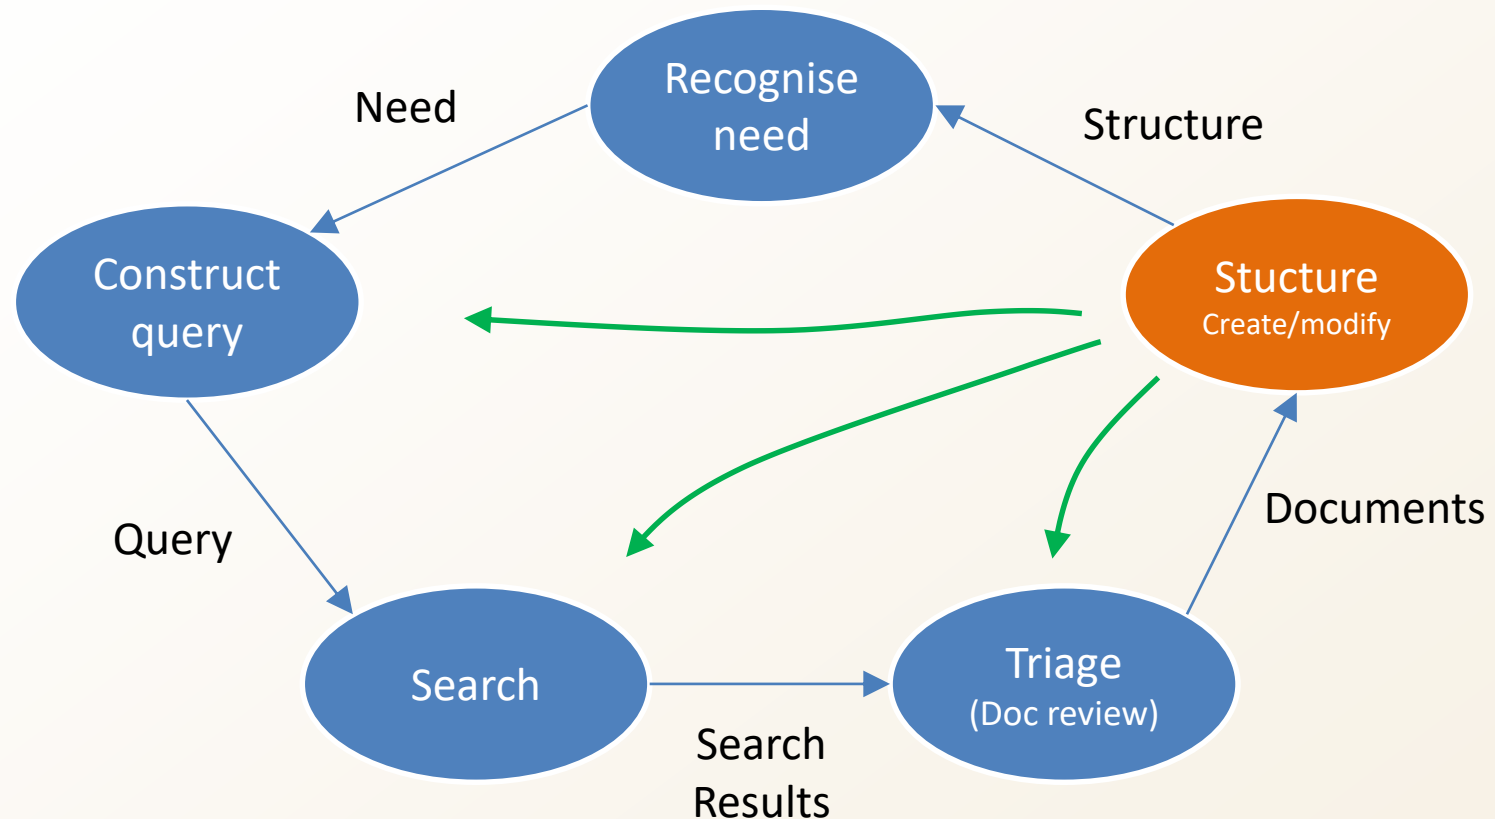 Recognise
need
Need
Structure
Construct
query
Stucture
Create/modify
Query
Documents
Search
Triage
(Doc review)
Search
Results